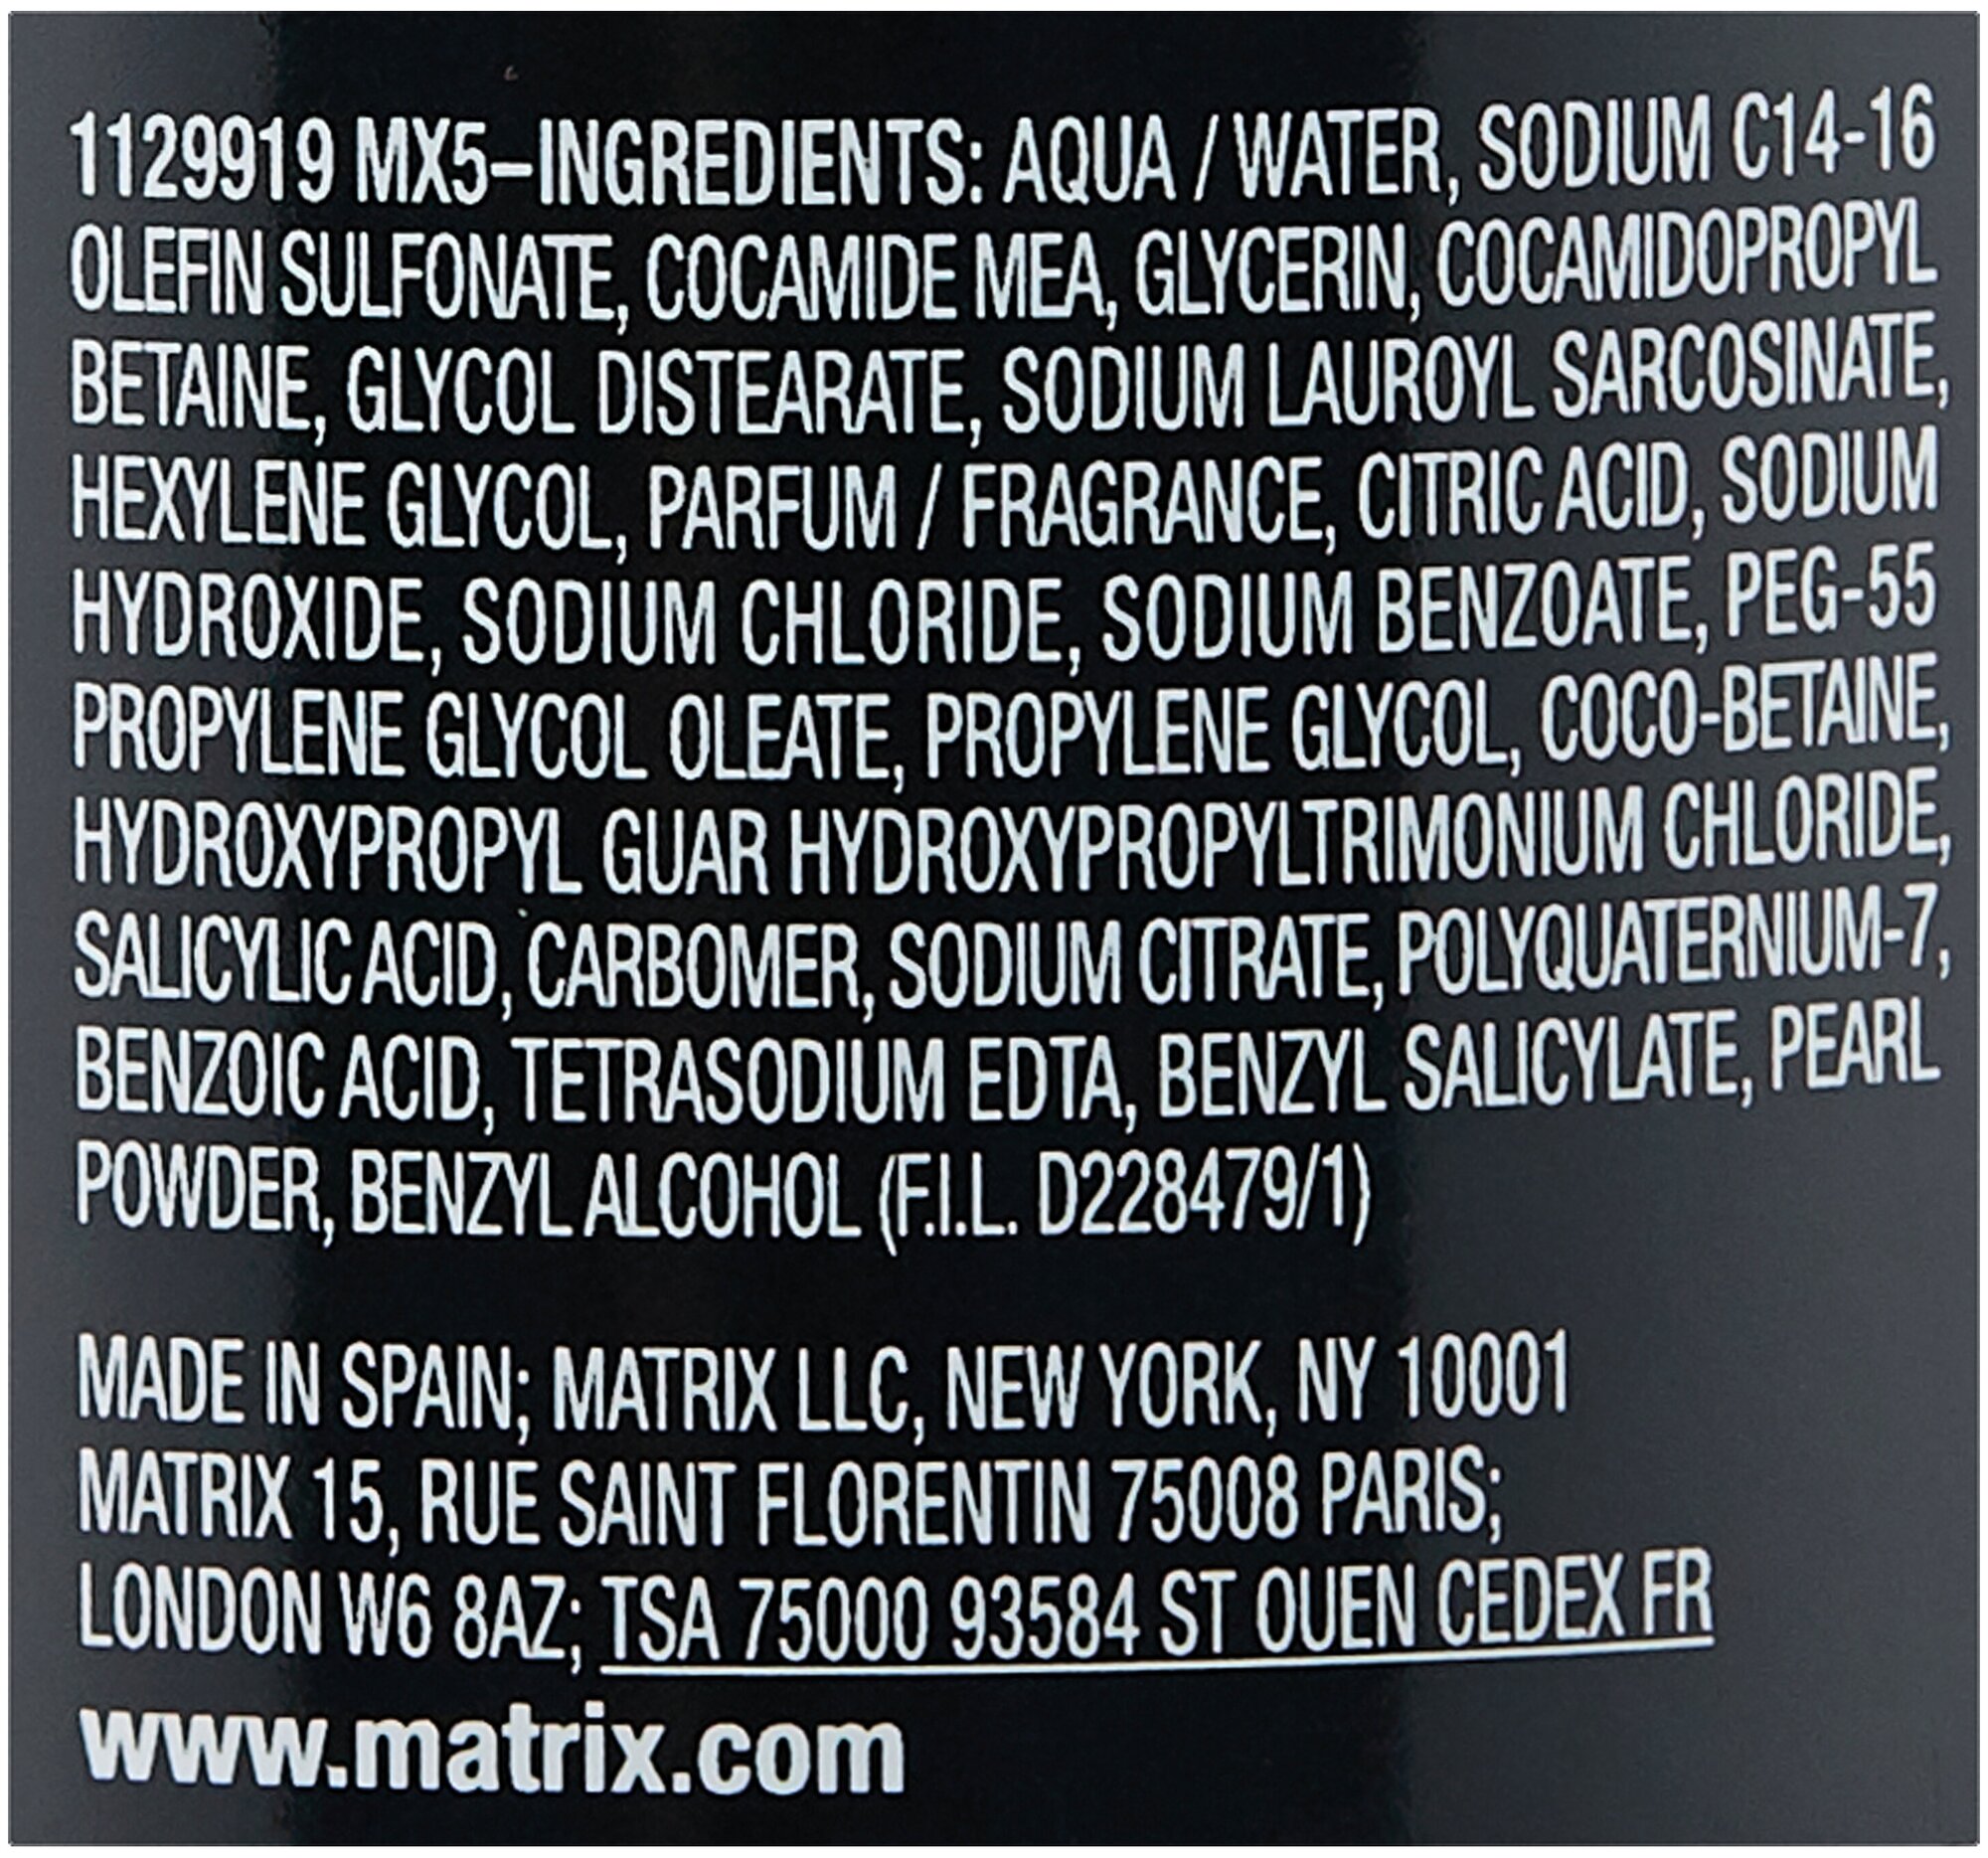 1129919 MX5–INGREDIENTS: AQUA / WATER, SODIUM C14-16
OLEFIN SULFONATE, COCAMIDE MEA, GLYCERIN, COCAMIDOPROPYL
BETAINE, GLYCOL DISTEARATE, SODIUM LAUROYL SARCOSINATE,
HEXYLENE GLYCOL, PARFUM / FRAGRANCE, CITRIC ACID, SODIUM
HYDROXIDE, SODIUM CHLORIDE, SODIUM BENZOATE, PEG-55
PROPYLENE GLYCOL OLEATE, PROPYLENE GLYCOL, COCO-BETAINE,
HYDROXYPROPYL GUAR HYDROXYPROPYLTRIMONIUM CHLORIDE,
SALICYLIC ACID, CARBOMER, SODIUM CITRATE, POLYQUATERNIUM-7,
BENZOIC ACID, TETRASODIUM EDTA, BENZYL SALICYLATE, PEARL
POWDER, BENZYL ALCOHOL (F.I.L. D228479/1)
MADE IN SPAIN; MATRIX LLC, NEW YORK, NY 10001
MATRIX 15, RUE SAINT FLORENTIN 75008 PARIS;
LONDON W6 8AZ; TSA 75000 93584 ST OUEN CEDEX FR
www.matrix.com